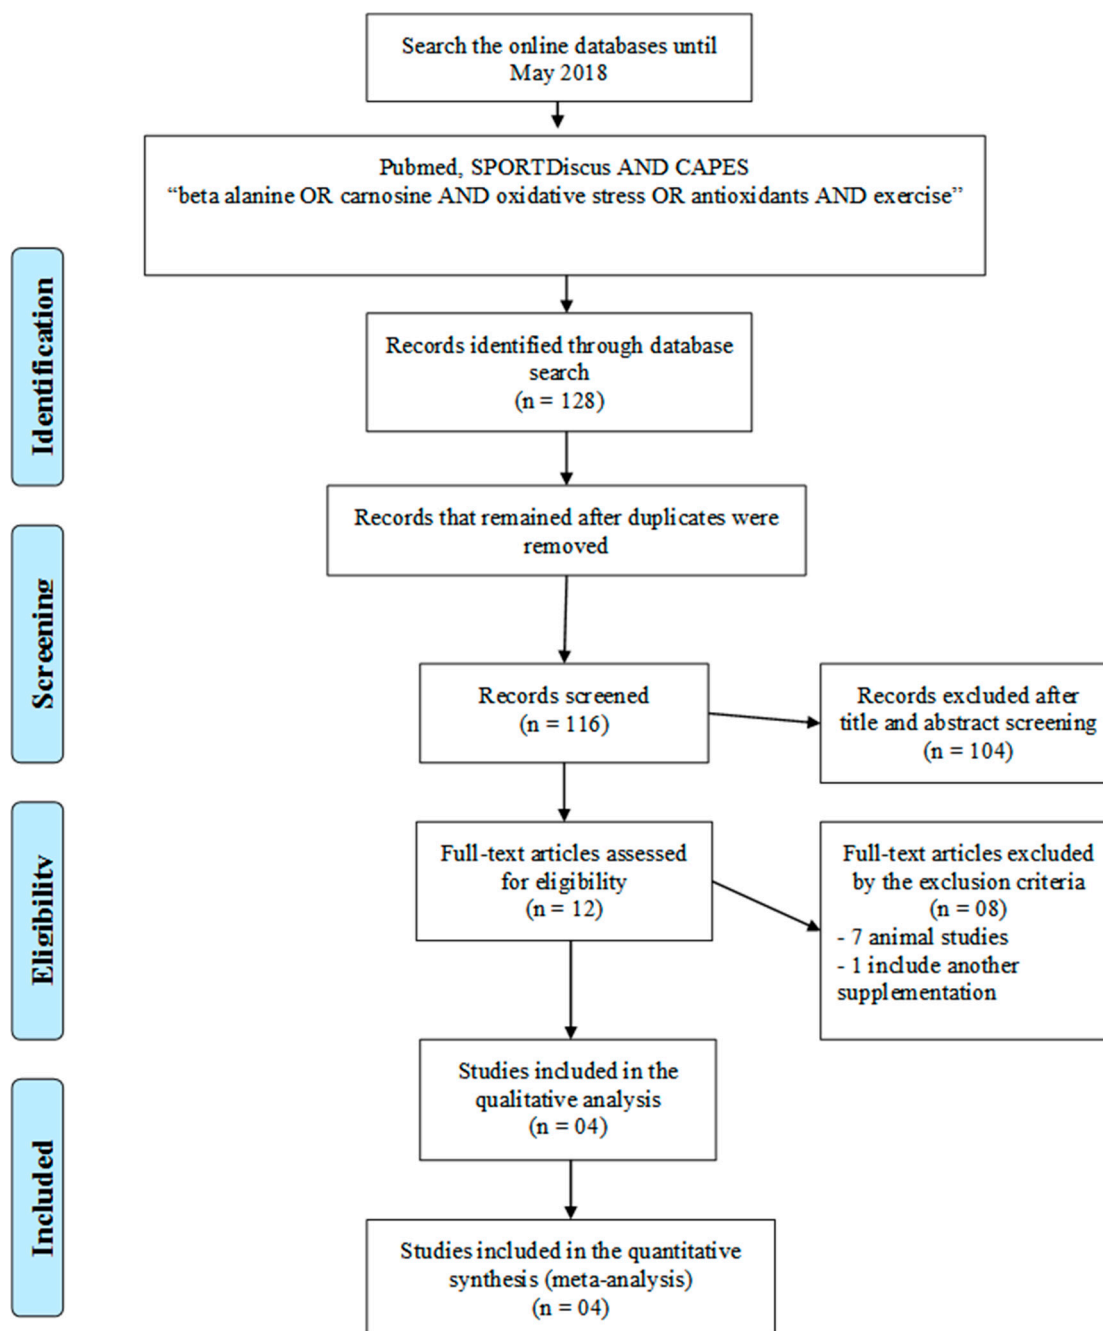 Search the online databases until
May 2018
Pubmed, SPORTDiscus AND CAPES
“beta alanine OR carnosine AND oxidative stress OR antioxidants AND exercise”
Identification
Records identified through database
search
(n = 128)
Records that remained after duplicates were
removed
Screening
Records screened
(n = 116)
Records excluded after
title and abstract screening
(n = 104)
Eligibility
Full-text articles assessed
for eligibility
(n = 12)
Full-text articles excluded
by the exclusion criteria
(n = 08)
- 7 animal studies
- 1 include another
supplementation
Included
Studies included in the
qualitative analysis
(n = 04)
Studies included in the quantitative
synthesis (meta-analysis)
(n = 04)